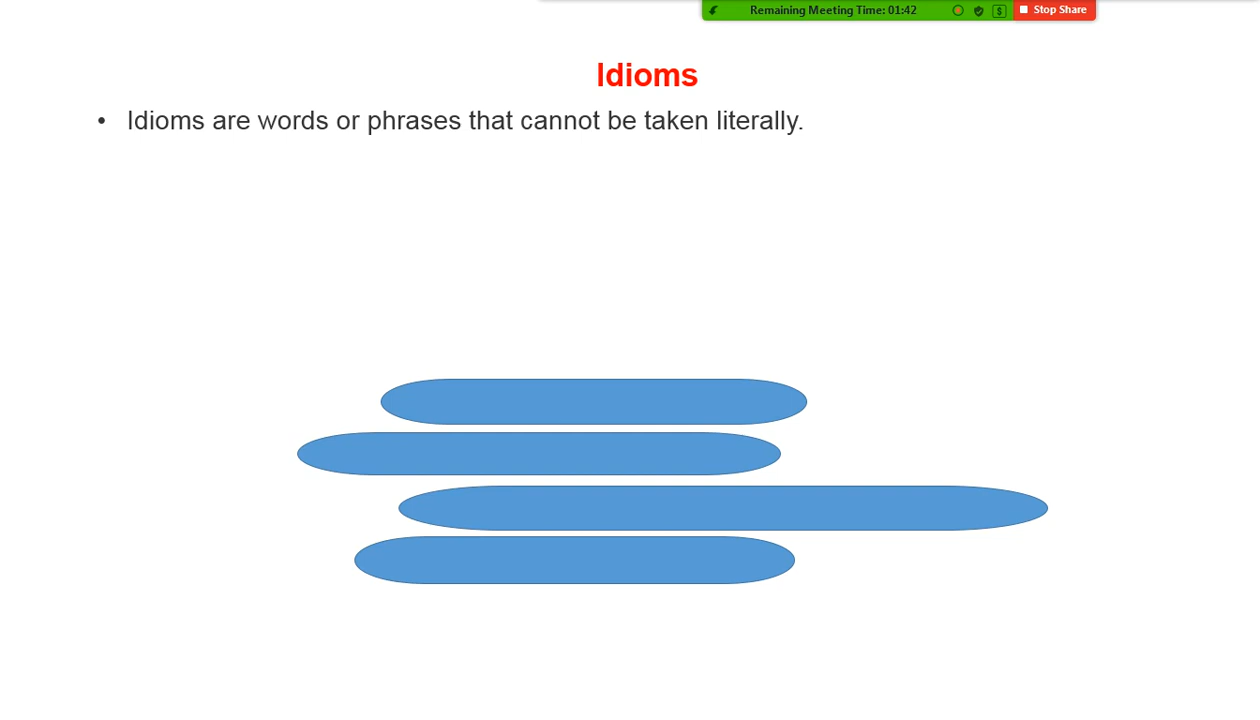 Remaining Meeting Time: 01:42 Stop Share
Idioms
• Idioms are words or phrases that cannot be taken literally.